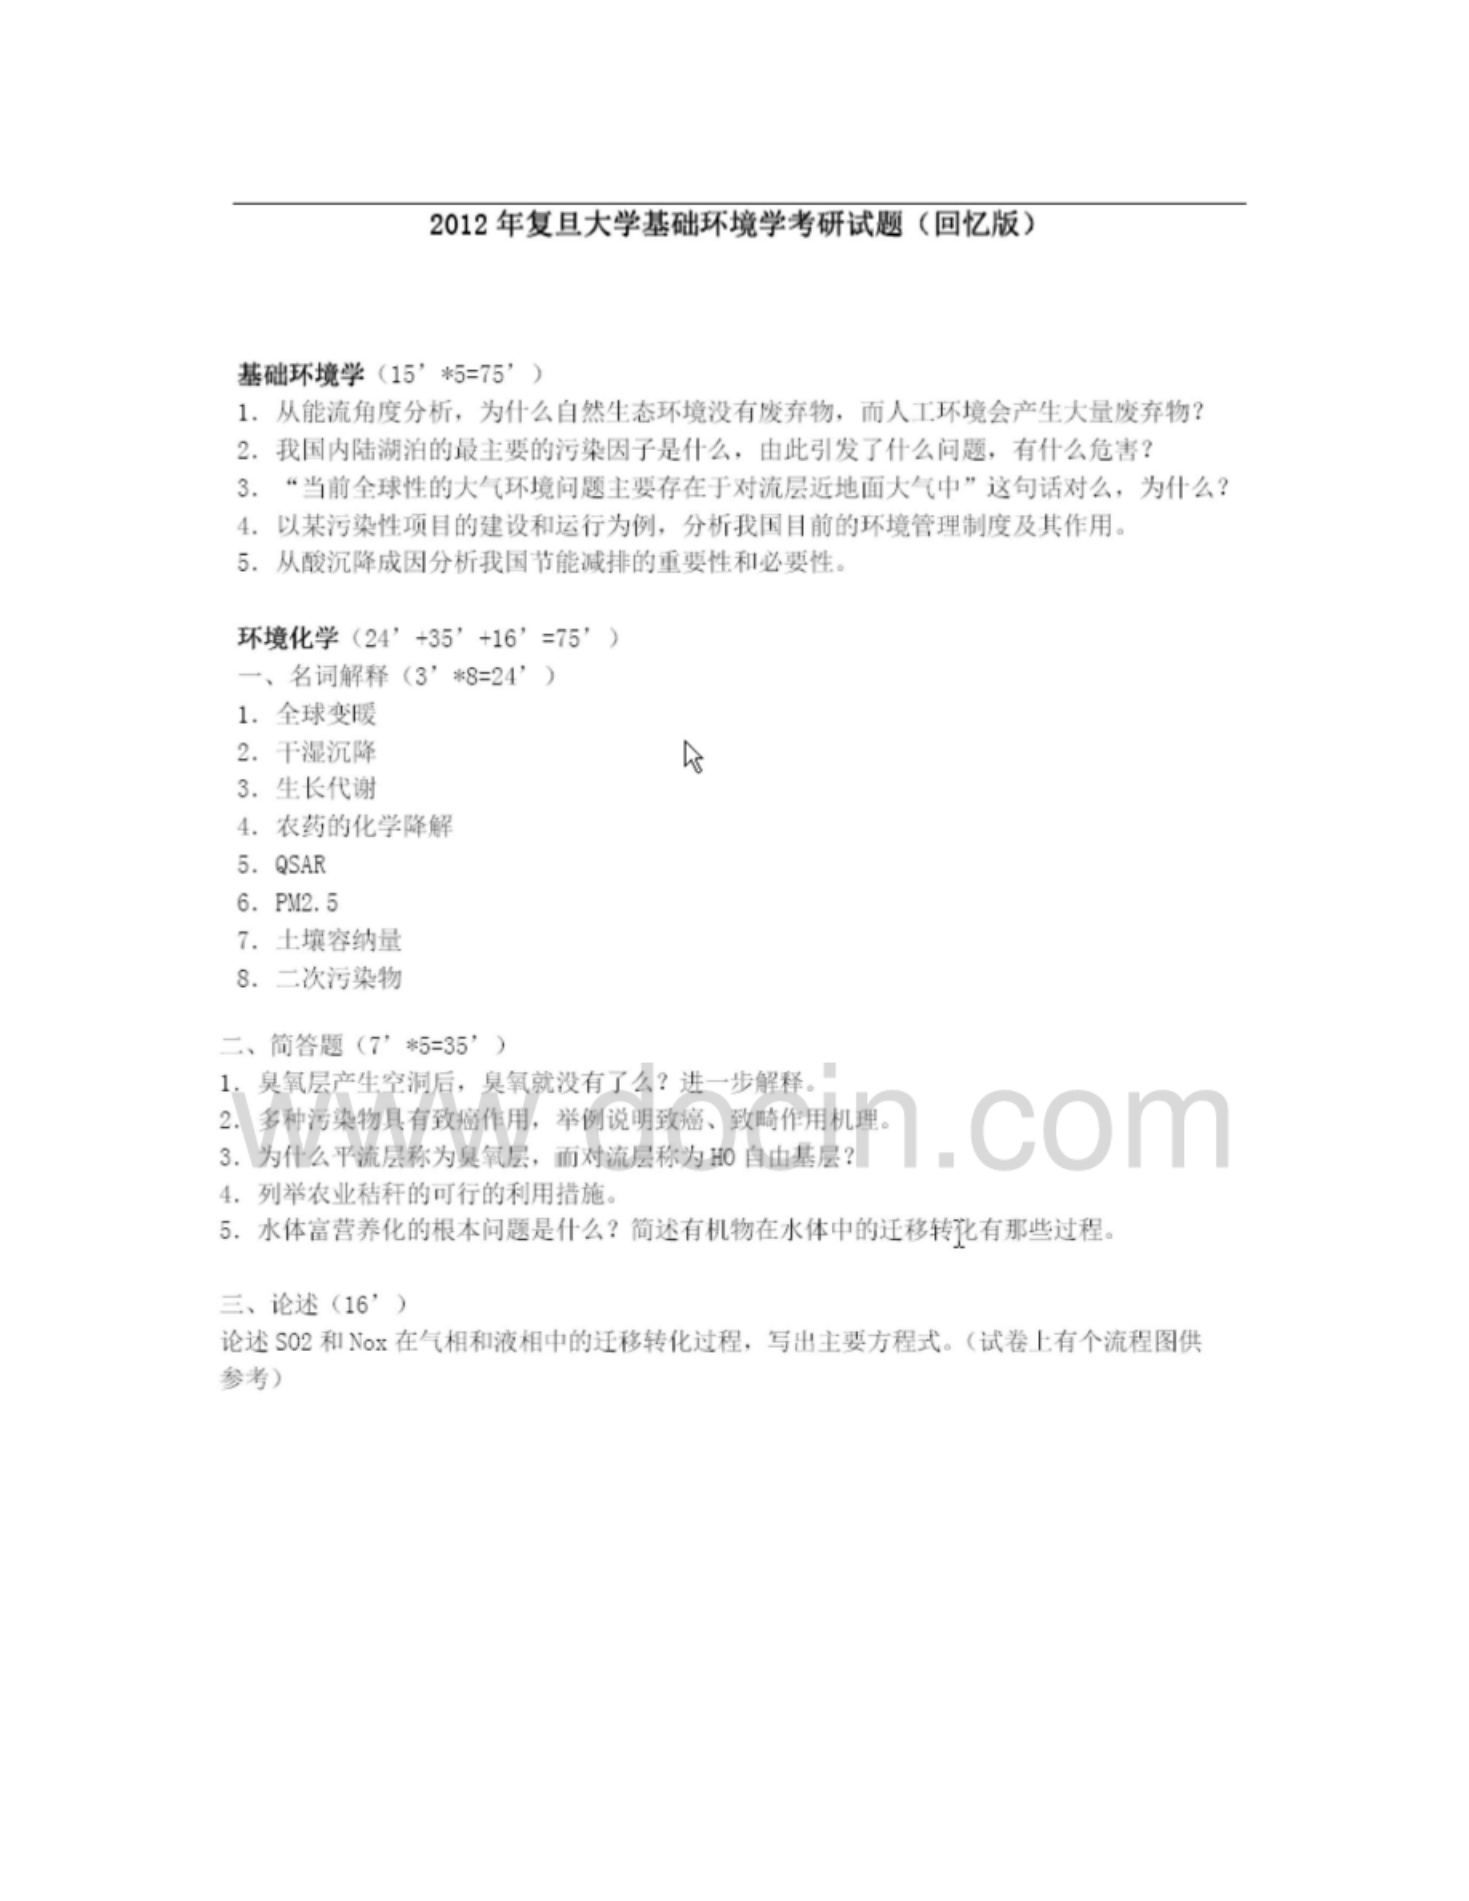 2012年复旦大学基础环境学考研试题（回忆版）
基础环境学（15’*5=75’）
1. 从能流角度分析，为什么自然生态环境没有废弃物，而人工环境会产生大量废弃物？
2. 我国内陆湖泊的最主要的污染因子是什么，由此引发了什么问题，有什么危害？
3. “当前全球性的大气环境问题主要存在于对流层近地面大气中”这句话对么，为什么？
4. 以某污染性项目的建设和运行为例，分析我国目前的环境管理制度及其作用。
5. 从酸沉降成因分析我国节能减排的重要性和必要性。
环境化学（24’+35’+16’=75’）
一、名词解释（3’*8=24’）
1. 全球变暖
2. 干湿沉降
3. 生长代谢
4. 农药的化学降解
5. QSAR
6. PM2.5
7. 土壤容纳量
8. 二次污染物
二、简答题（7’*5=35’）
1. 臭氧层产生空洞后，臭氧就没有了么？进一步解释。
2. 多种污染物具有致癌作用，举例说明致癌、致畸作用机理。
www.docin.com
3. 为什么平流层称为臭氧层，而对流层称为HO自由基层？
4. 列举农业秸秆的可行的利用措施。
5. 水体富营养化的根本问题是什么？简述有机物在水体中的迁移转化有那些过程。
三、论述（16’）
论述SO2和Nox在气相和液相中的迁移转化过程，写出主要方程式。（试卷上有个流程图供
参考）